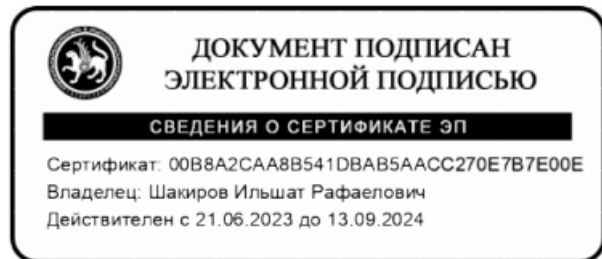 ДОКУМЕНТ ПОДПИСАН
ЭЛЕКТРОННОЙ ПОДПИСЬЮ
СВЕДЕНИЯ О СЕРТИФИКАТЕ ЭП
Сертификат: 00B8A2CAA8B541DBAB5AACC270E7B7E00E
Владелец: Шакиров Ильшат Рафаелович
Действителен с 21.06.2023 до 13.09.2024